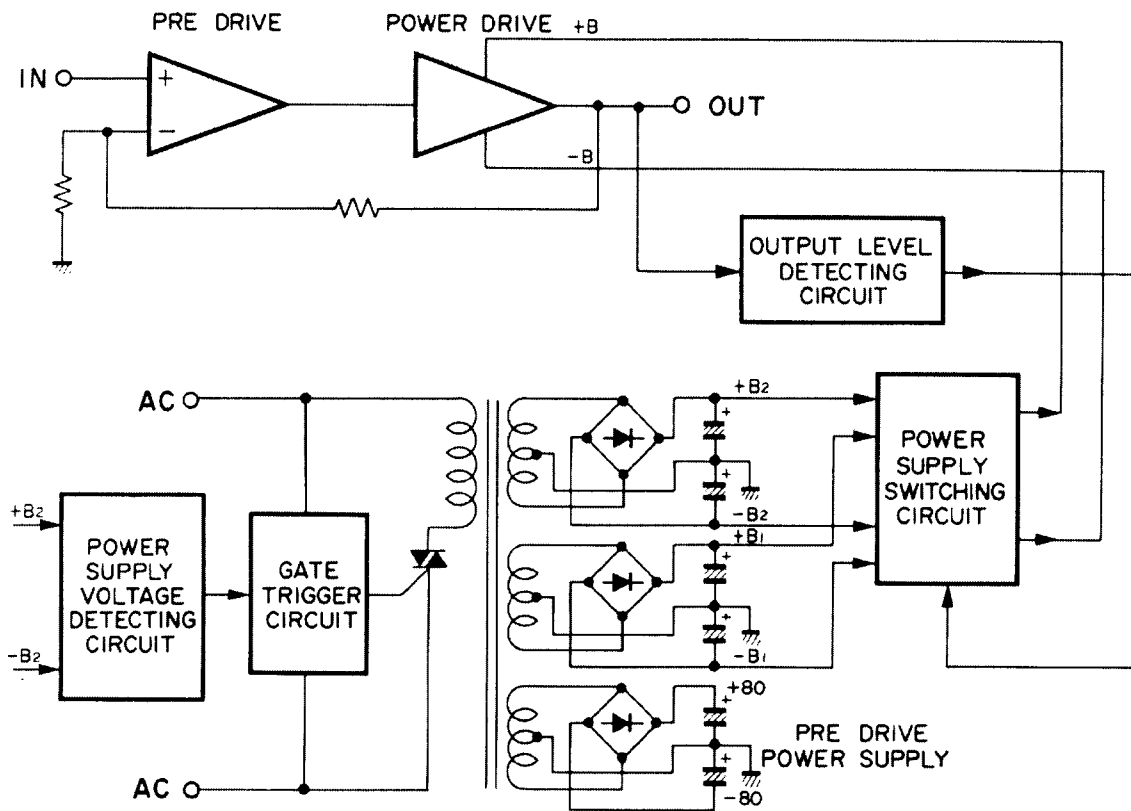 PRE DRIVE
POWER DRIVE
+B
IN
+
−
OUT
-B
OUTPUT LEVEL
DETECTING
CIRCUIT
AC
+B2
+
+
-B2
POWER
SUPPLY
SWITCHING
CIRCUIT
+B2
POWER
SUPPLY
VOLTAGE
DETECTING
CIRCUIT
-B2
GATE
TRIGGER
CIRCUIT
+B1
+
+
-B1
+80
+
+
-80
PRE DRIVE
POWER SUPPLY
AC